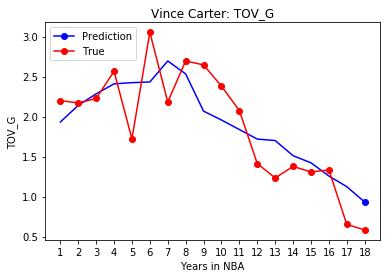 Vince Carter: TOV_G
Prediction
True
TOV_G
3.0
2.5
2.0
1.5
1.0
0.5
1 2 3 4 5 6 7 8 9 10 11 12 13 14 15 16 17 18
Years in NBA